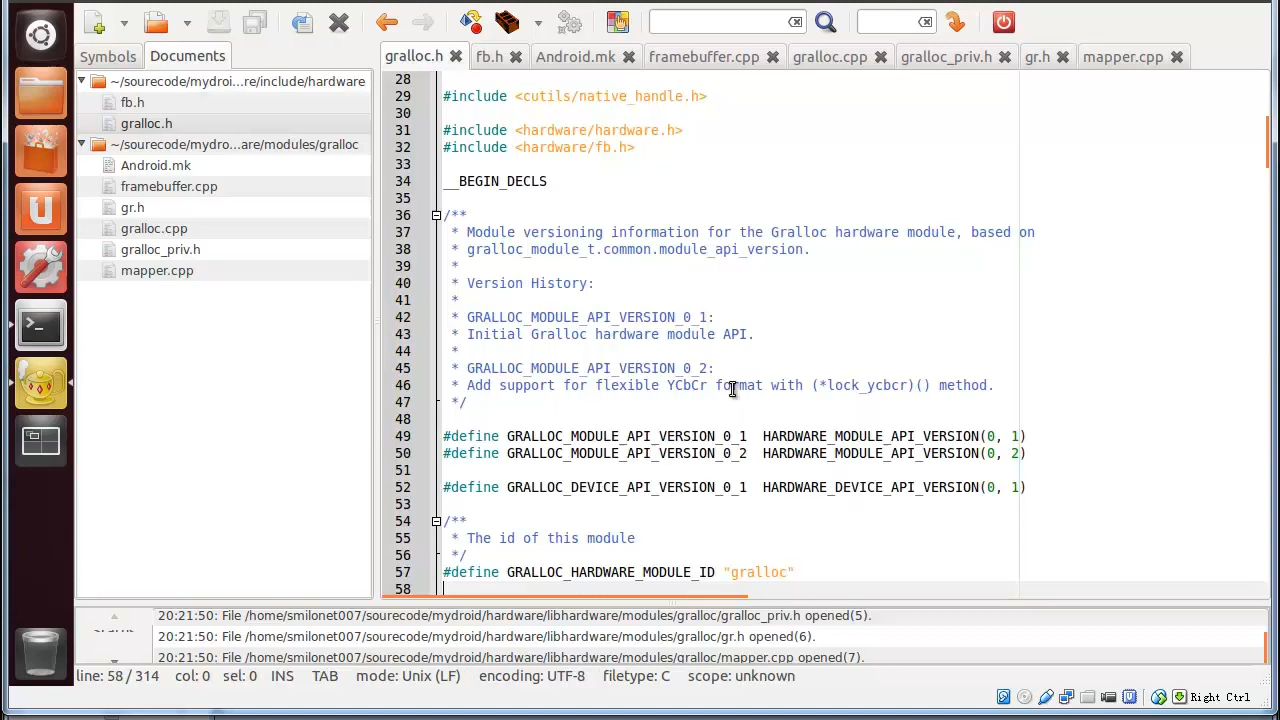 Symbols Documents
gralloc.h fb.h Android.mk framebuffer.cpp gralloc.cpp gralloc_priv.h gr.h mapper.cpp
~/sourecode/mydroi...re/include/hardware
fb.h
gralloc.h
~/sourecode/mydro...are/modules/gralloc
Android.mk
framebuffer.cpp
gr.h
gralloc.cpp
gralloc_priv.h
mapper.cpp
28
29 #include <cutils/native_handle.h>
30
31 #include <hardware/hardware.h>
32 #include <hardware/fb.h>
33
34 __BEGIN_DECLS
35
36 /**
37 * Module versioning information for the Gralloc hardware module, based on
38 * gralloc_module_t.common.module_api_version.
39 *
40 * Version History:
41 *
42 * GRALLOC_MODULE_API_VERSION_0_1:
43 * Initial Gralloc hardware module API.
44 *
45 * GRALLOC_MODULE_API_VERSION_0_2:
46 * Add support for flexible YCbCr format with (*lock_ycbcr)() method.
47 */
48
49 #define GRALLOC_MODULE_API_VERSION_0_1 HARDWARE_MODULE_API_VERSION(0, 1)
50 #define GRALLOC_MODULE_API_VERSION_0_2 HARDWARE_MODULE_API_VERSION(0, 2)
51
52 #define GRALLOC_DEVICE_API_VERSION_0_1 HARDWARE_DEVICE_API_VERSION(0, 1)
53
54 /**
55 * The id of this module
56 */
57 #define GRALLOC_HARDWARE_MODULE_ID "gralloc"
58
20:21:50: File /home/smilonet007/sourecode/mydroid/hardware/libhardware/modules/gralloc/gralloc_priv.h opened(5).
20:21:50: File /home/smilonet007/sourecode/mydroid/hardware/libhardware/modules/gralloc/gr.h opened(6).
20:21:50: File /home/smilonet007/sourecode/mydroid/hardware/libhardware/modules/gralloc/mapper.cpp opened(7).
line: 58 / 314 col: 0 sel: 0 INS TAB mode: Unix (LF) encoding: UTF-8 filetype: C scope: unknown
Right Ctrl